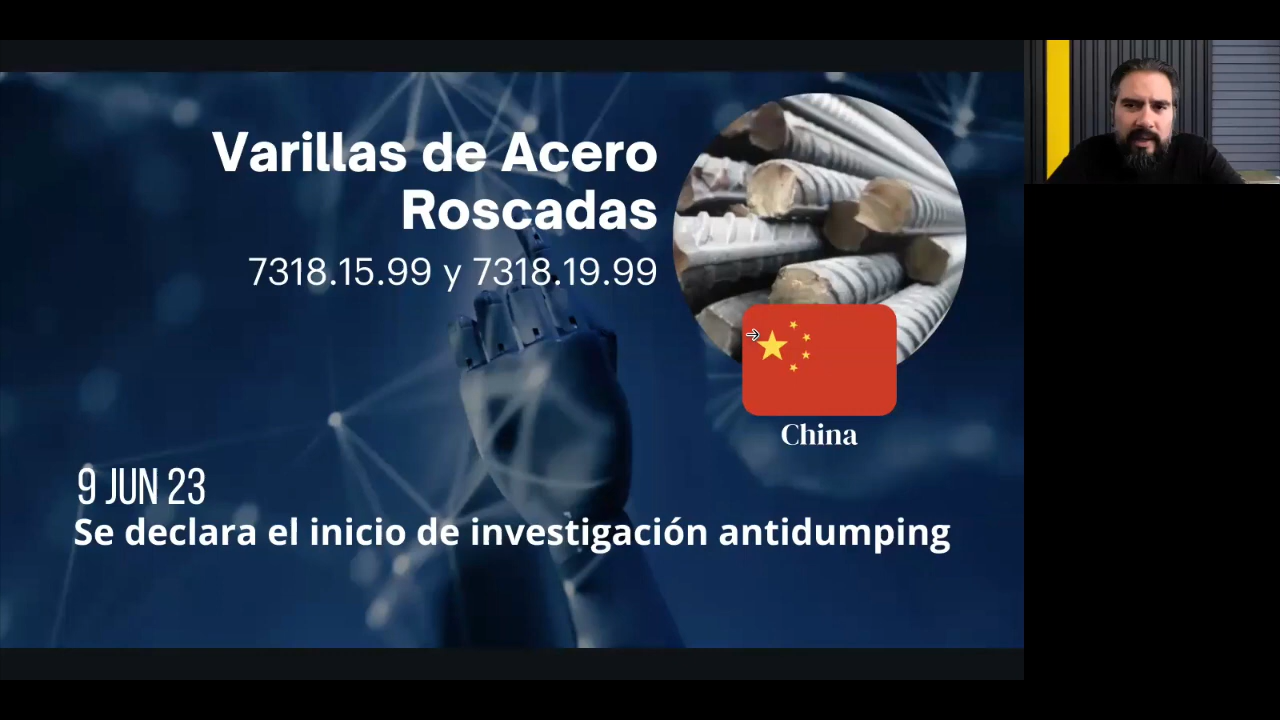 Varillas de Acero
Roscadas
7318.15.99 y 7318.19.99
China
9 JUN 23
Se declara el inicio de investigación antidumping